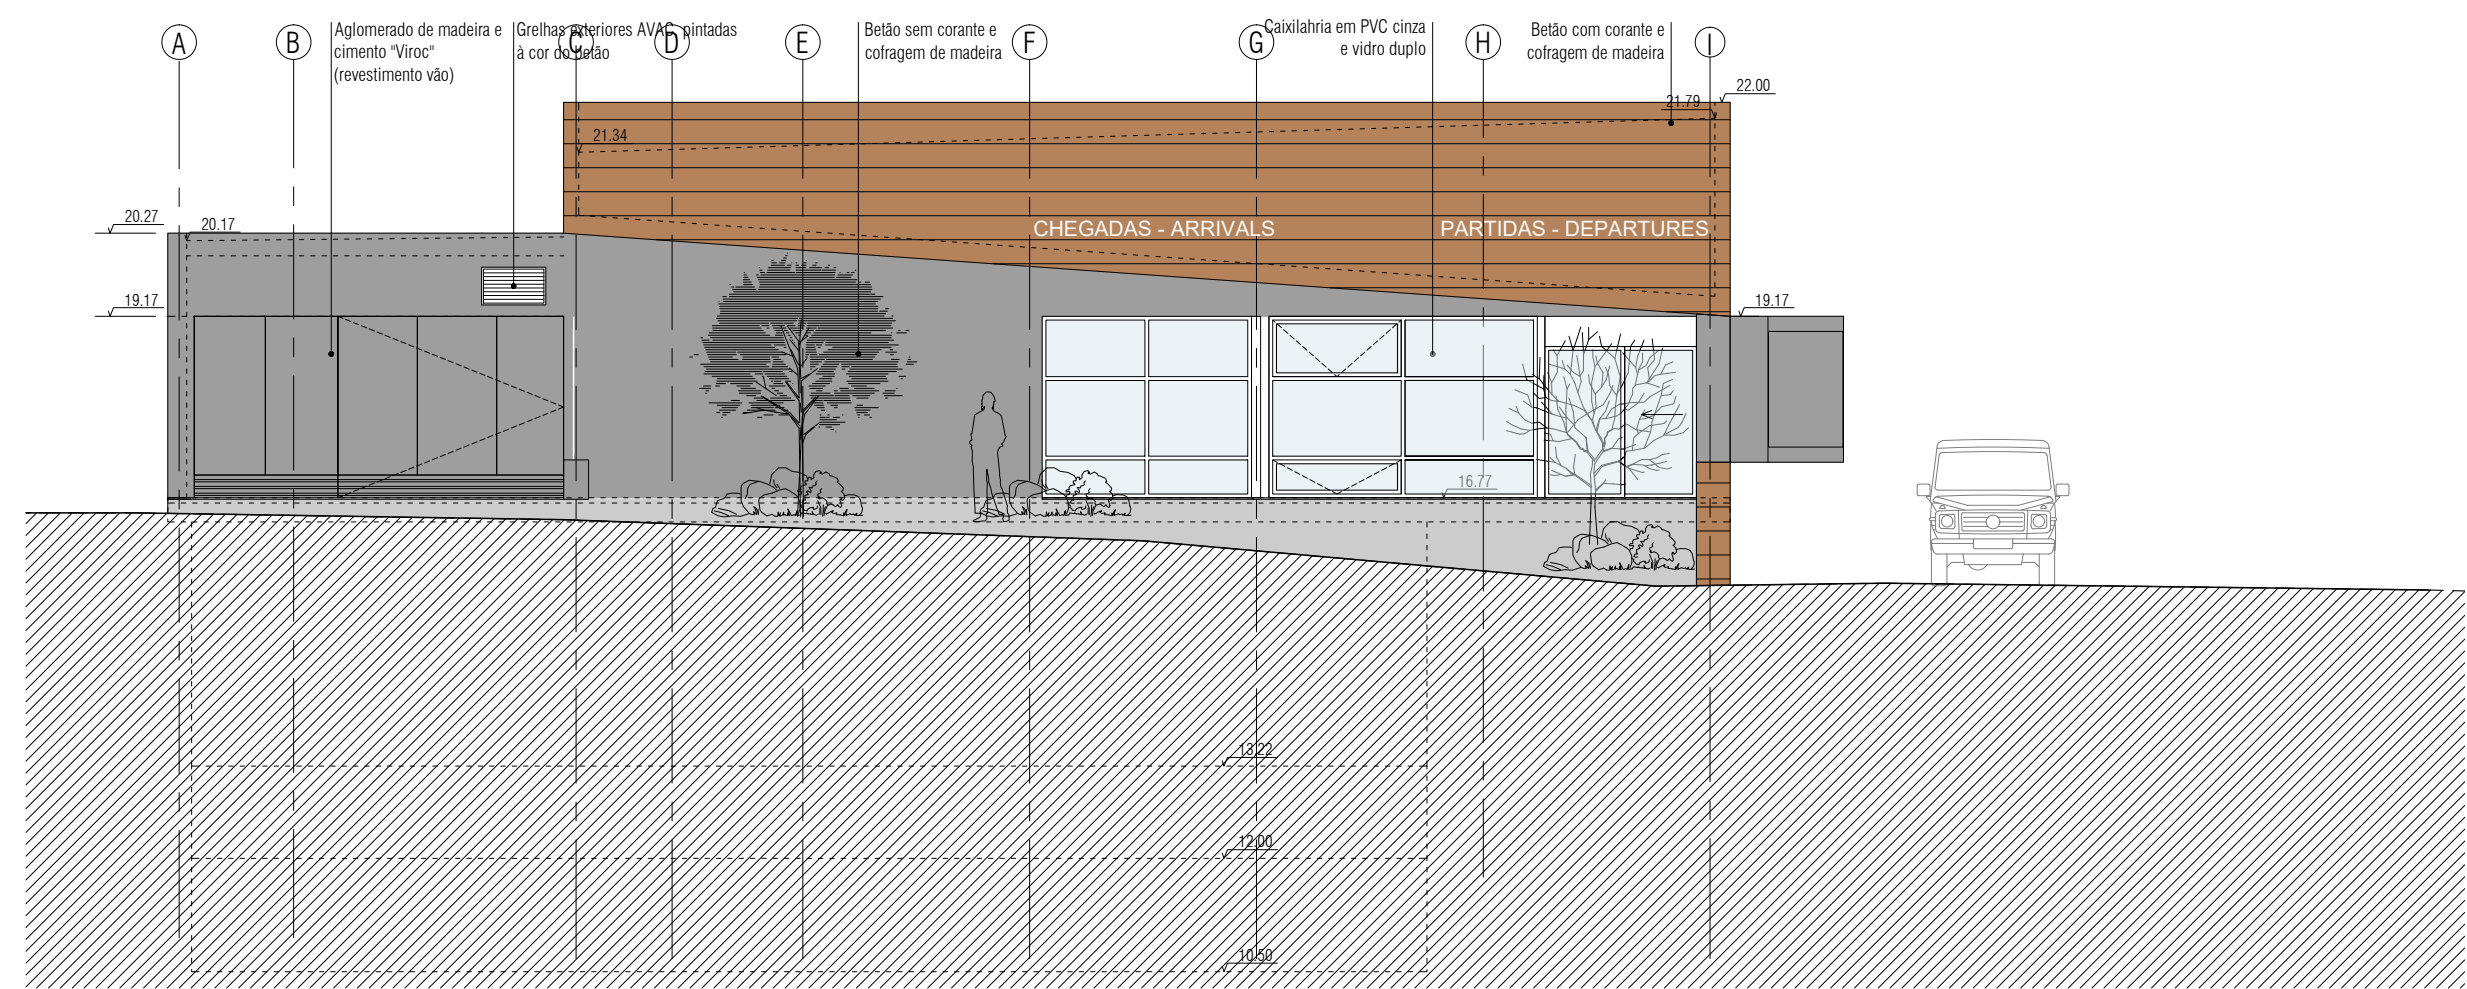 A
B
C
D
E
F
G
H
I
Aglomerado de madeira e
cimento "Viroc"
(revestimento vão)
Grelhas exteriores AVAC, pintadas
à cor do betão
Betão sem corante e
cofragem de madeira
Caixilahria em PVC cinza
e vidro duplo
Betão com corante e
cofragem de madeira
22.00
21.79
21.34
20.27
20.17
CHEGADAS - ARRIVALS
PARTIDAS - DEPARTURES
19.17
19.17
16.77
13.22
12.00
10.50